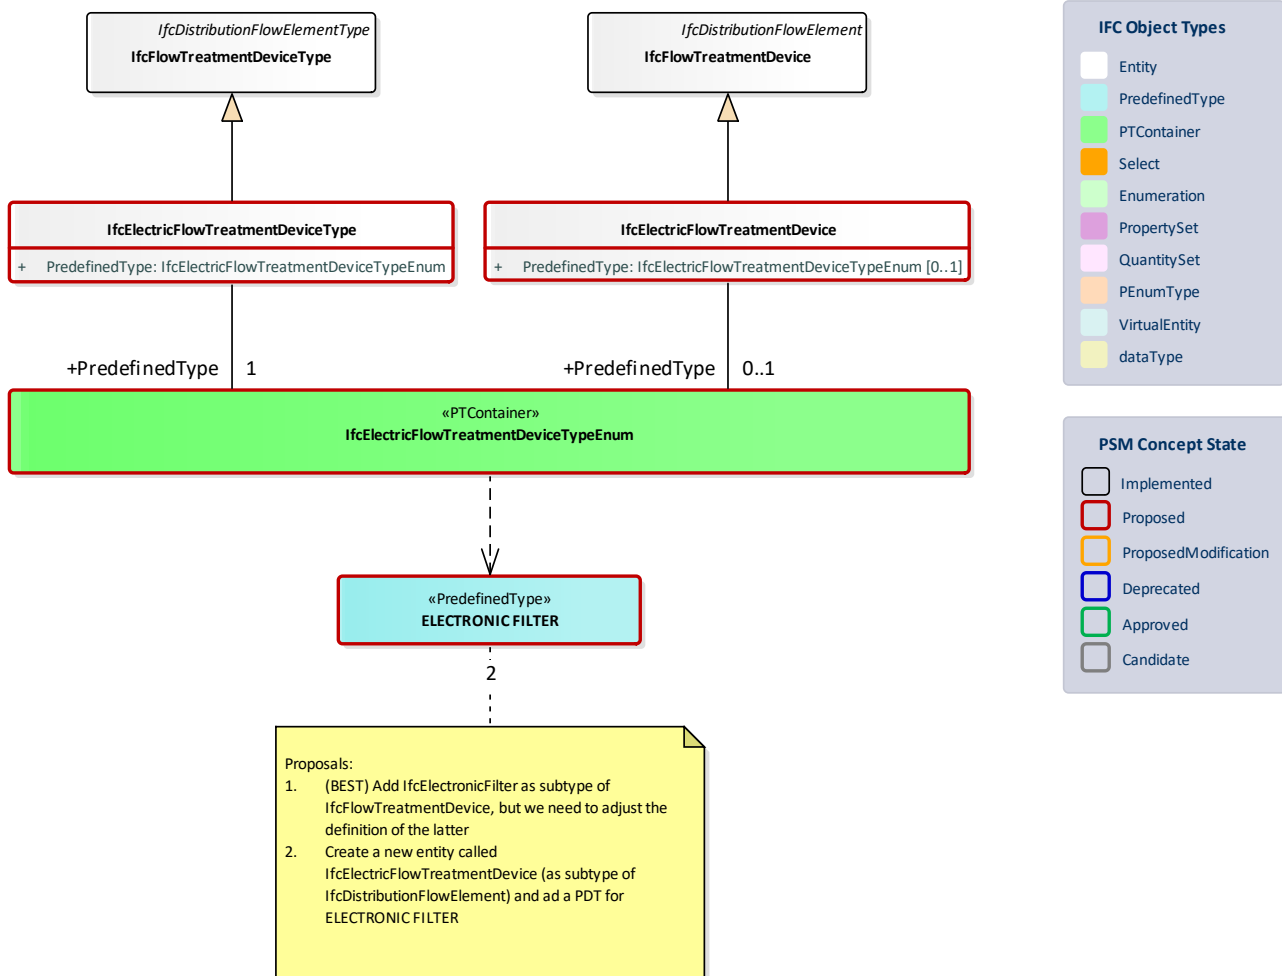 IfcDistributionFlowElementType
IfcFlowTreatmentDeviceType
IfcDistributionFlowElement
IfcFlowTreatmentDevice
IfcElectricFlowTreatmentDeviceType
+ PredefinedType: IfcElectricFlowTreatmentDeviceTypeEnum
IfcElectricFlowTreatmentDevice
+ PredefinedType: IfcElectricFlowTreatmentDeviceTypeEnum [0..1]
+PredefinedType 1
+PredefinedType 0..1
«PTContainer»
IfcElectricFlowTreatmentDeviceTypeEnum
«PredefinedType»
ELECTRONIC FILTER
2
Proposals:
1. (BEST) Add IfcElectronicFilter as subtype of
IfcFlowTreatmentDevice, but we need to adjust the
definition of the latter
2. Create a new entity called
IfcElectricFlowTreatmentDevice (as subtype of
IfcDistributionFlowElement) and ad a PDT for
ELECTRONIC FILTER
IFC Object Types
Entity
PredefinedType
PTContainer
Select
Enumeration
PropertySet
QuantitySet
PEnumType
VirtualEntity
dataType
PSM Concept State
Implemented
Proposed
ProposedModification
Deprecated
Approved
Candidate